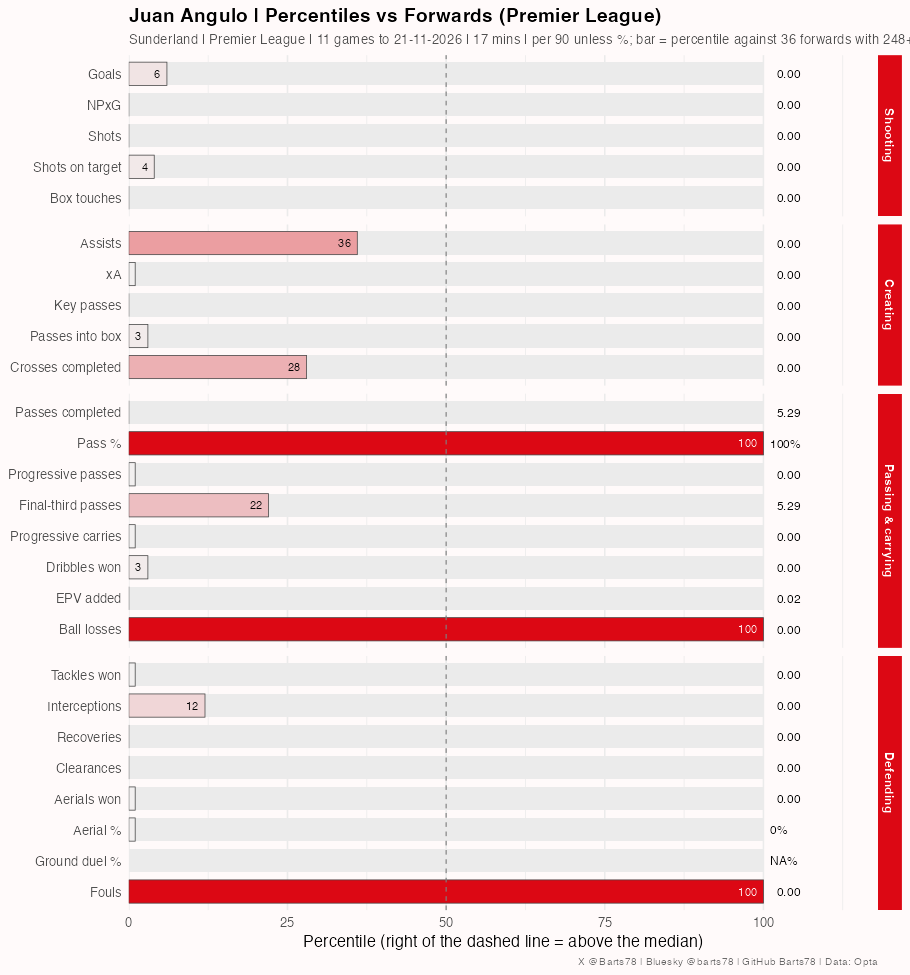 Juan Angulo | Percentiles vs Forwards (Premier League)
Sunderland | Premier League | 11 games to 21-11-2026 | 17 mins | per 90 unless %; bar = percentile against 36 forwards with 248+
Goals 6 0.00
NPxG 0.00
Shots 0.00
Shots on target 4 0.00
Box touches 0.00
Shooting
Assists 36 0.00
xA 0.00
Key passes 0.00
Passes into box 3 0.00
Crosses completed 28 0.00
Creating
Passes completed 5.29
Pass % 100 100%
Progressive passes 0.00
Final-third passes 22 5.29
Progressive carries 0.00
Dribbles won 3 0.00
EPV added 0.02
Ball losses 100 0.00
Passing & carrying
Tackles won 0.00
Interceptions 12 0.00
Recoveries 0.00
Clearances 0.00
Aerials won 0.00
Aerial % 0%
Ground duel % NA%
Fouls 100 0.00
Defending
0 25 50 75 100
Percentile (right of the dashed line = above the median)
X @Barts78 | Bluesky @barts78 | GitHub Barts78 | Data: Opta